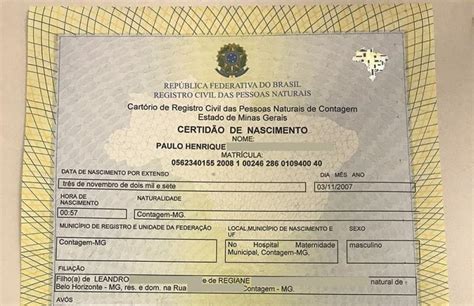 REPÚBLICA FEDERATIVA DO BRASIL
REGISTRO CIVIL DAS PESSOAS NATURAIS
Cartório de Registro Civil das Pessoas Naturais de Contagem
Estado de Minas Gerais
CERTIDÃO DE NASCIMENTO
NOME:
PAULO HENRIQUE
MATRÍCULA:
0562340155 2008 1 00246 286 0109400 40
DATA DE NASCIMENTO POR EXTENSO DIA MÊS ANO
três de novembro de dois mil e sete 03/11/2007
HORA DE NASCIMENTO NATURALIDADE
00:57 Contagem-MG.
MUNICÍPIO DE REGISTRO E UNIDADE DA FEDERAÇÃO LOCAL,MUNICÍPIO DE NASCIMENTO E UF SEXO
Contagem-MG No Hospital Maternidade masculino
Municipal, Contagem-MG
FILIAÇÃO
Filho(a) de LEANDRO e de REGIANE natural de -
Belo Horizonte - MG, res. e dom. na Rua Contagem-MG.
AVÓS